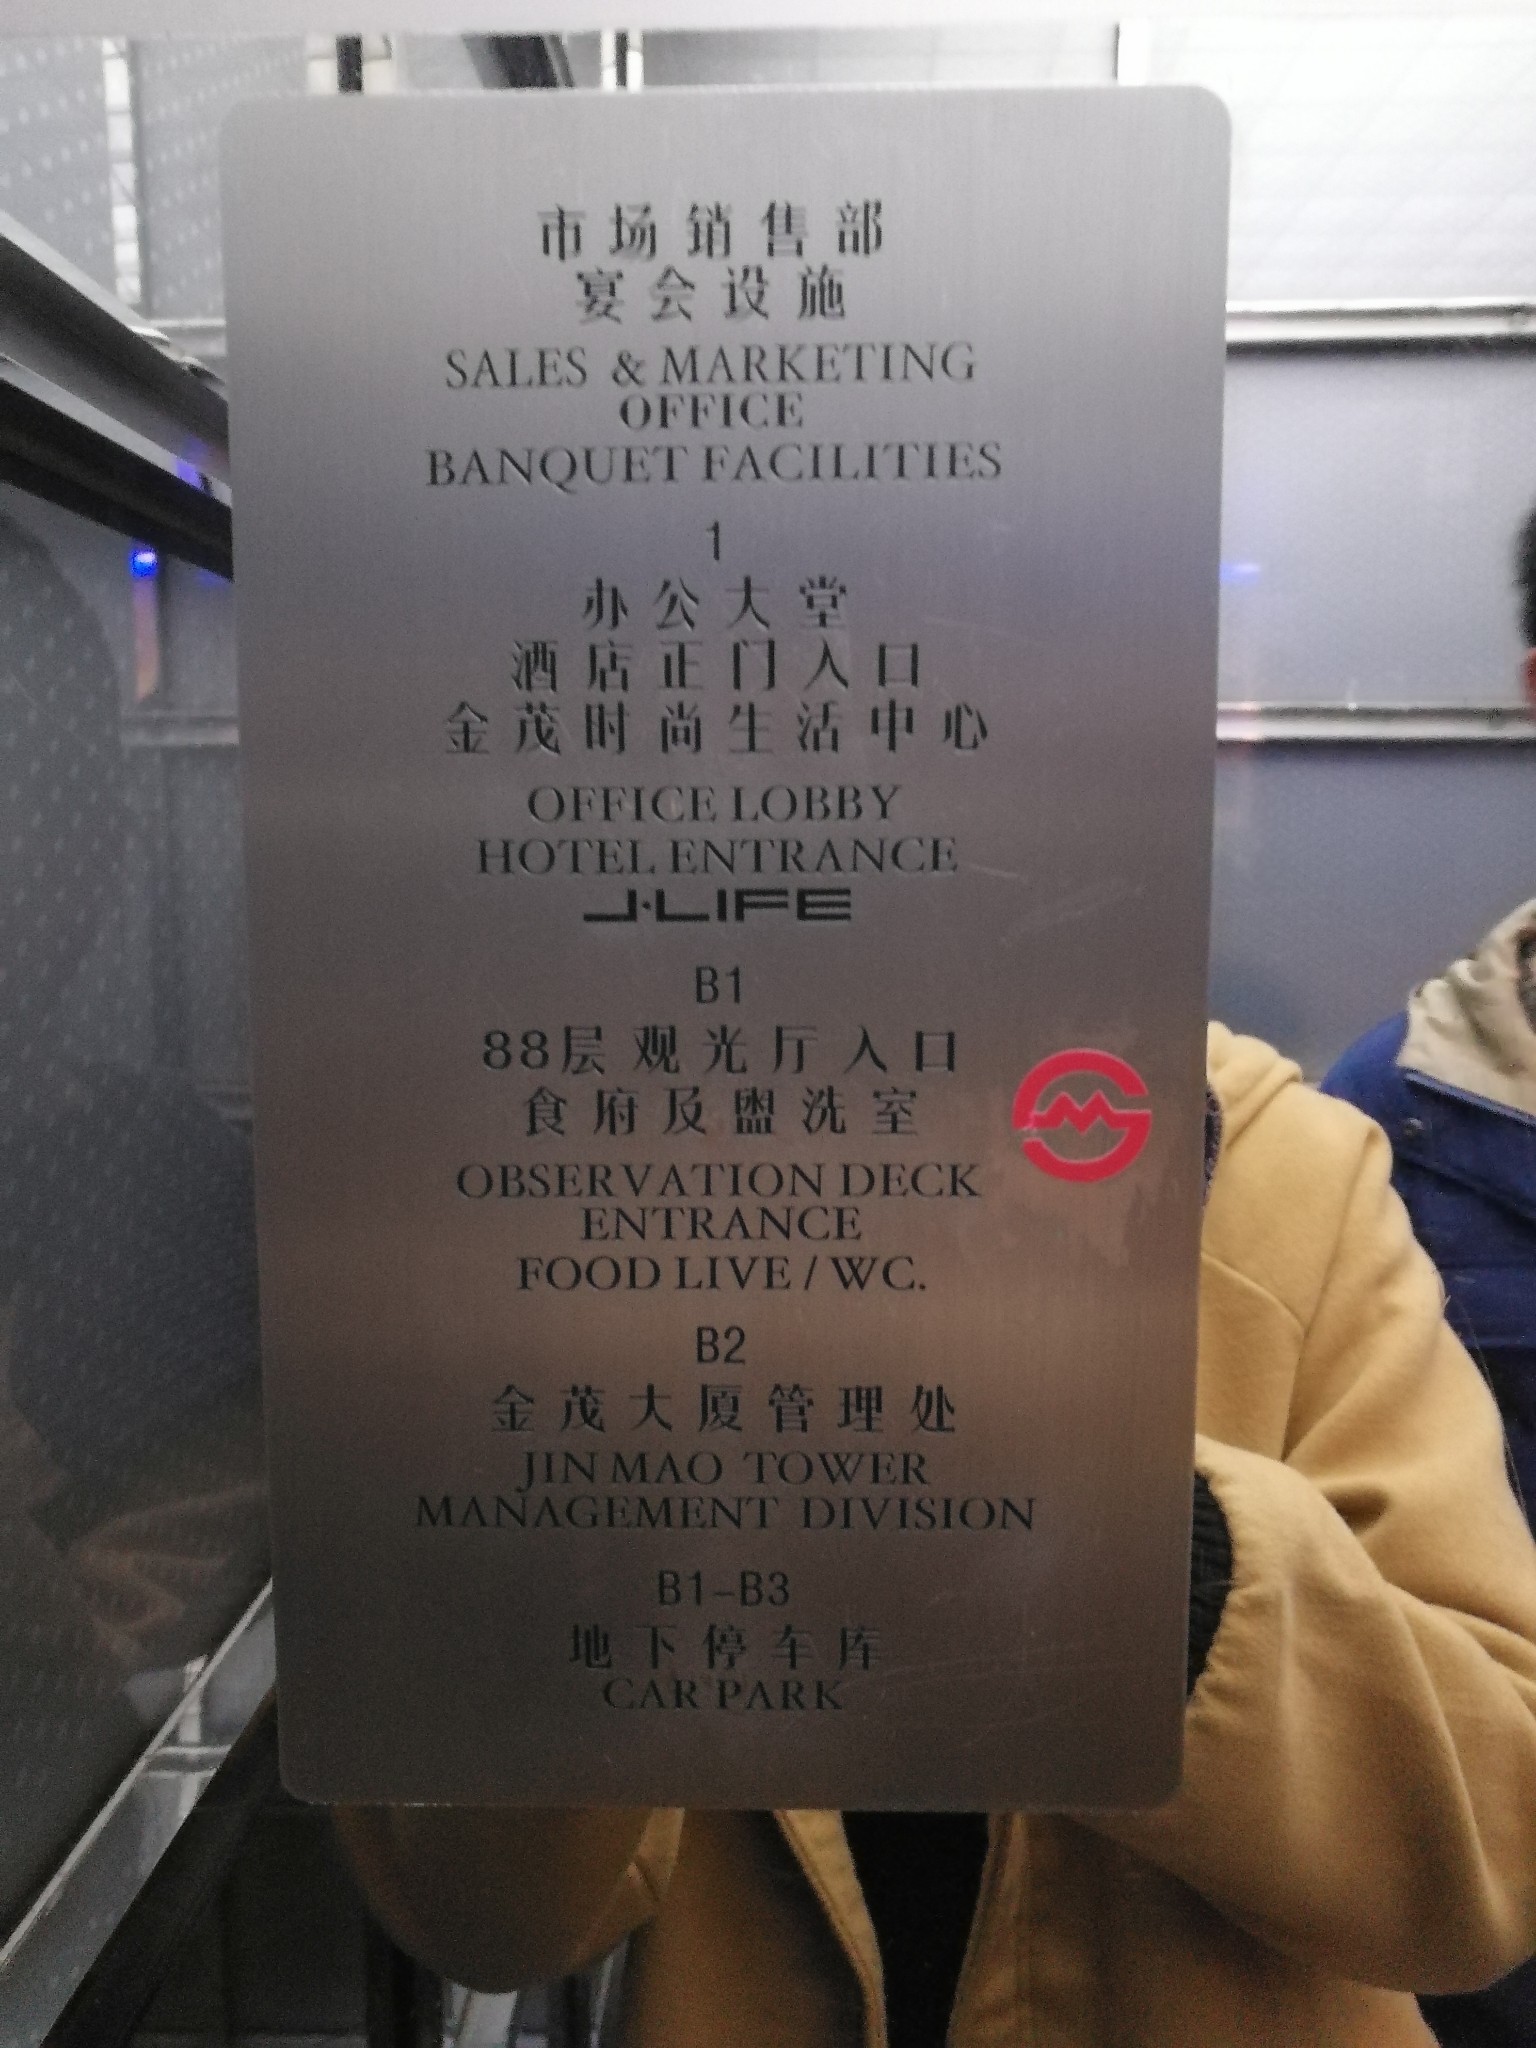 市场销售部
宴会设施
SALES & MARKETING
OFFICE
BANQUET FACILITIES
1
办公大堂
酒店正门入口
金茂时尚生活中心
OFFICE LOBBY
HOTEL ENTRANCE
J·LIFE
B1
88层观光厅入口
食府及盥洗室
OBSERVATION DECK
ENTRANCE
FOOD LIVE / WC.
B2
金茂大厦管理处
JIN MAO TOWER
MANAGEMENT DIVISION
B1-B3
地下停车库
CAR PARK